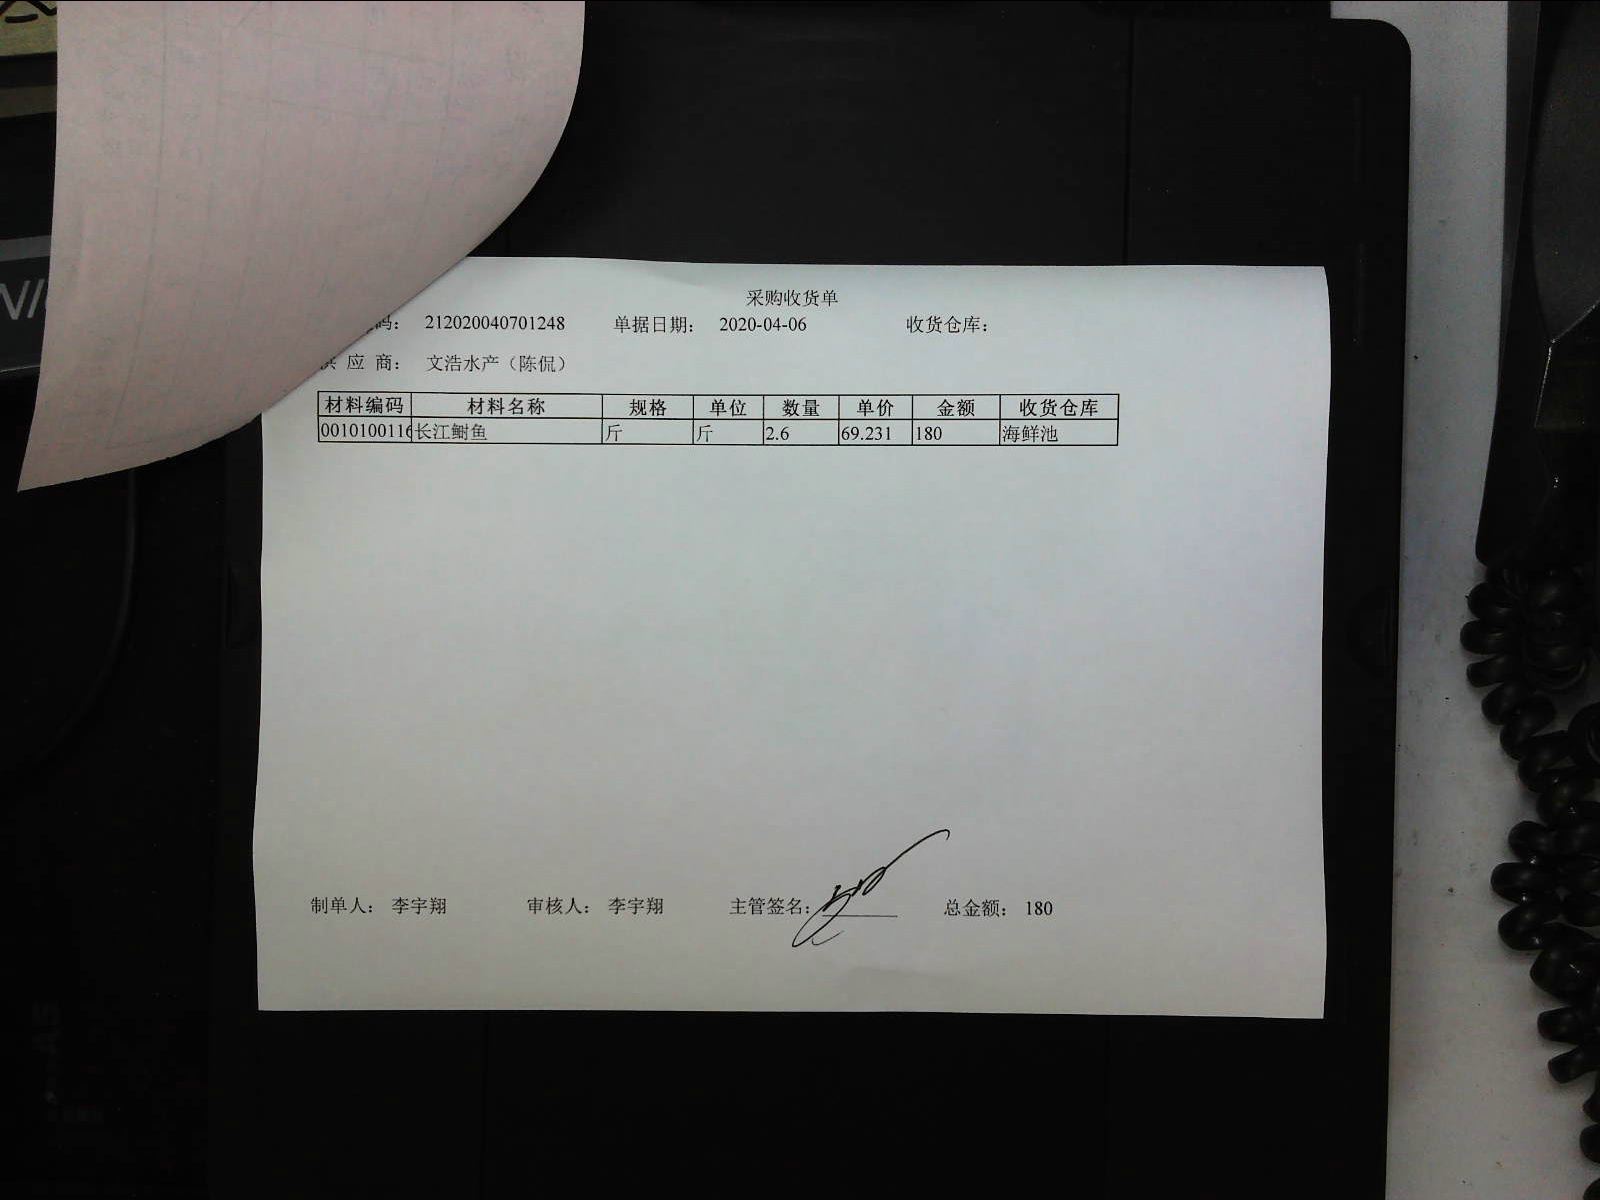 采购收货单
码： 212020040701248 单据日期： 2020-04-06 收货仓库：
供 应 商： 文浩水产（陈侃）
材料编码 材料名称 规格 单位 数量 单价 金额 收货仓库
0010100116 长江鲥鱼 斤 斤 2.6 69.231 180 海鲜池
制单人： 李宇翔 审核人： 李宇翔 主管签名： 总金额： 180